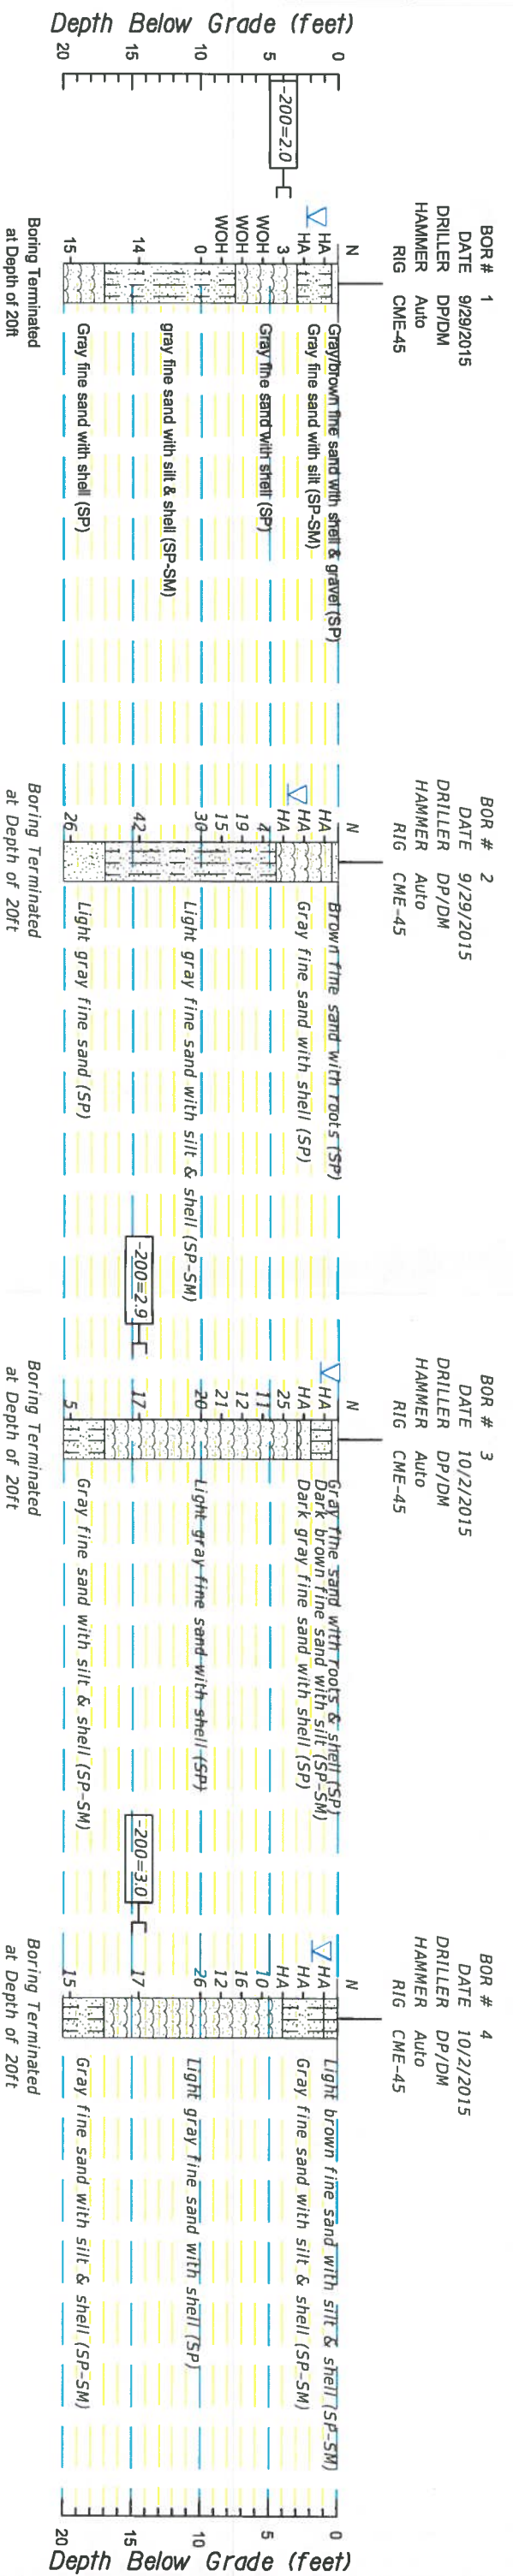 Depth Below Grade (feet)
0
5
10
15
20
-200=2.0
BOR # 1
DATE 9/29/2015
DRILLER DP/DM
HAMMER Auto
RIG CME-45
N
HA
HA
3
WOH
WOH
WOH
0
14
15
Gray/brown fine sand with shell & gravel (SP)
Gray fine sand with silt (SP-SM)
Gray fine sand with shell (SP)
gray fine sand with silt & shell (SP-SM)
Gray fine sand with shell (SP)
Boring Terminated
at Depth of 20ft
BOR # 2
DATE 9/29/2015
DRILLER DP/DM
HAMMER Auto
RIG CME-45
N
HA
HA
HA
4
19
15
30
42
26
Brown fine sand with roots (SP)
Gray fine sand with shell (SP)
Light gray fine sand with silt & shell (SP-SM)
Light gray fine sand (SP)
Boring Terminated
at Depth of 20ft
-200=2.9
BOR # 3
DATE 10/2/2015
DRILLER DP/DM
HAMMER Auto
RIG CME-45
N
HA
HA
25
11
12
21
20
17
5
Gray fine sand with roots & shell (SP)
Dark brown fine sand with silt (SP-SM)
Dark gray fine sand with shell (SP)
Light gray fine sand with shell (SP)
Gray fine sand with silt & shell (SP-SM)
Boring Terminated
at Depth of 20ft
-200=3.0
BOR # 4
DATE 10/2/2015
DRILLER DP/DM
HAMMER Auto
RIG CME-45
N
HA
HA
HA
10
16
12
26
17
15
Light brown fine sand with silt & shell (SP-SM)
Gray fine sand with silt & shell (SP-SM)
Light gray fine sand with shell (SP)
Gray fine sand with silt & shell (SP-SM)
Boring Terminated
at Depth of 20ft
0
5
10
15
20
Depth Below Grade (feet)